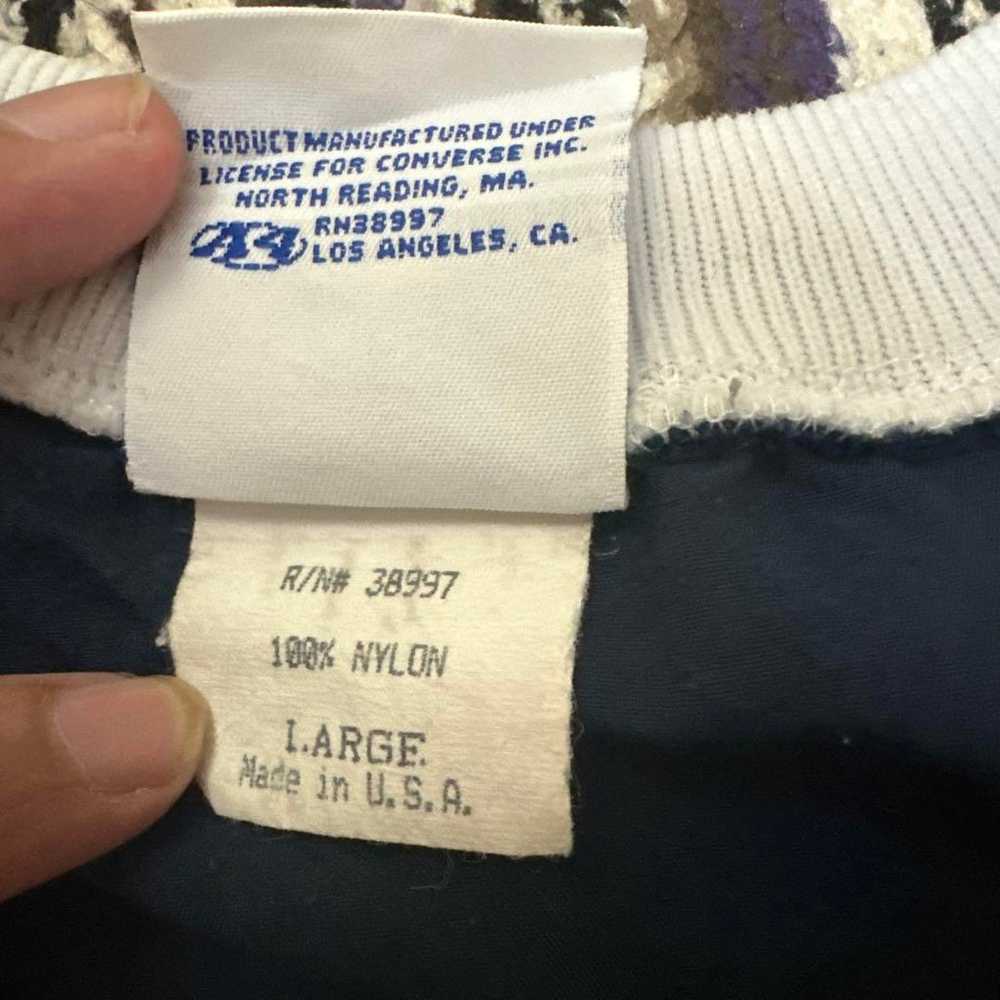 PRODUCT MANUFACTURED UNDER
LICENSE FOR CONVERSE INC.
NORTH READING, MA.
A4 RN38997
LOS ANGELES, CA.
R/N# 38997
100% NYLON
LARGE
Made in U.S.A.